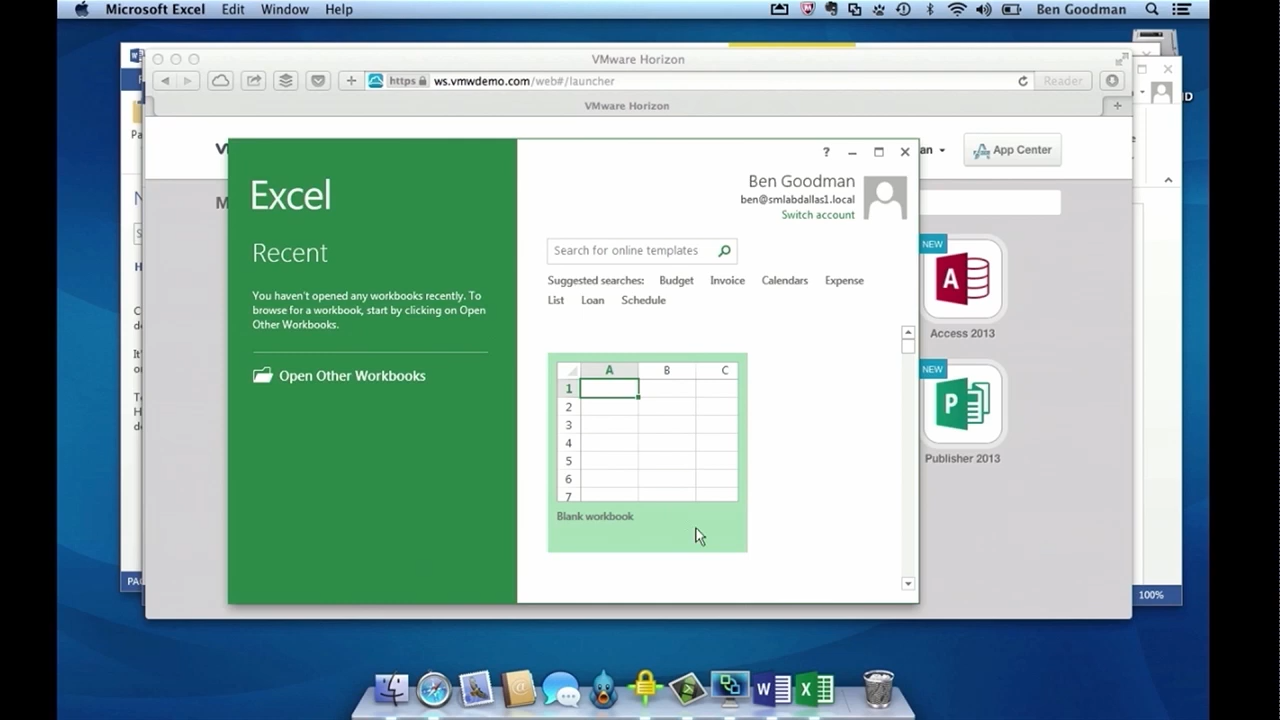 Microsoft Excel Edit Window Help
Ben Goodman
VMware Horizon
https ws.vmwdemo.com/web#/launcher
Reader
VMware Horizon
App Center
Excel
Recent
You haven't opened any workbooks recently. To
browse for a workbook, start by clicking on Open
Other Workbooks.
Open Other Workbooks
?
Ben Goodman
ben@smlabdallas1.local
Switch account
Search for online templates
Suggested searches: Budget Invoice Calendars Expense
List Loan Schedule
A B C
1
2
3
4
5
6
7
Blank workbook
NEW
A
Access 2013
NEW
P
Publisher 2013
100%